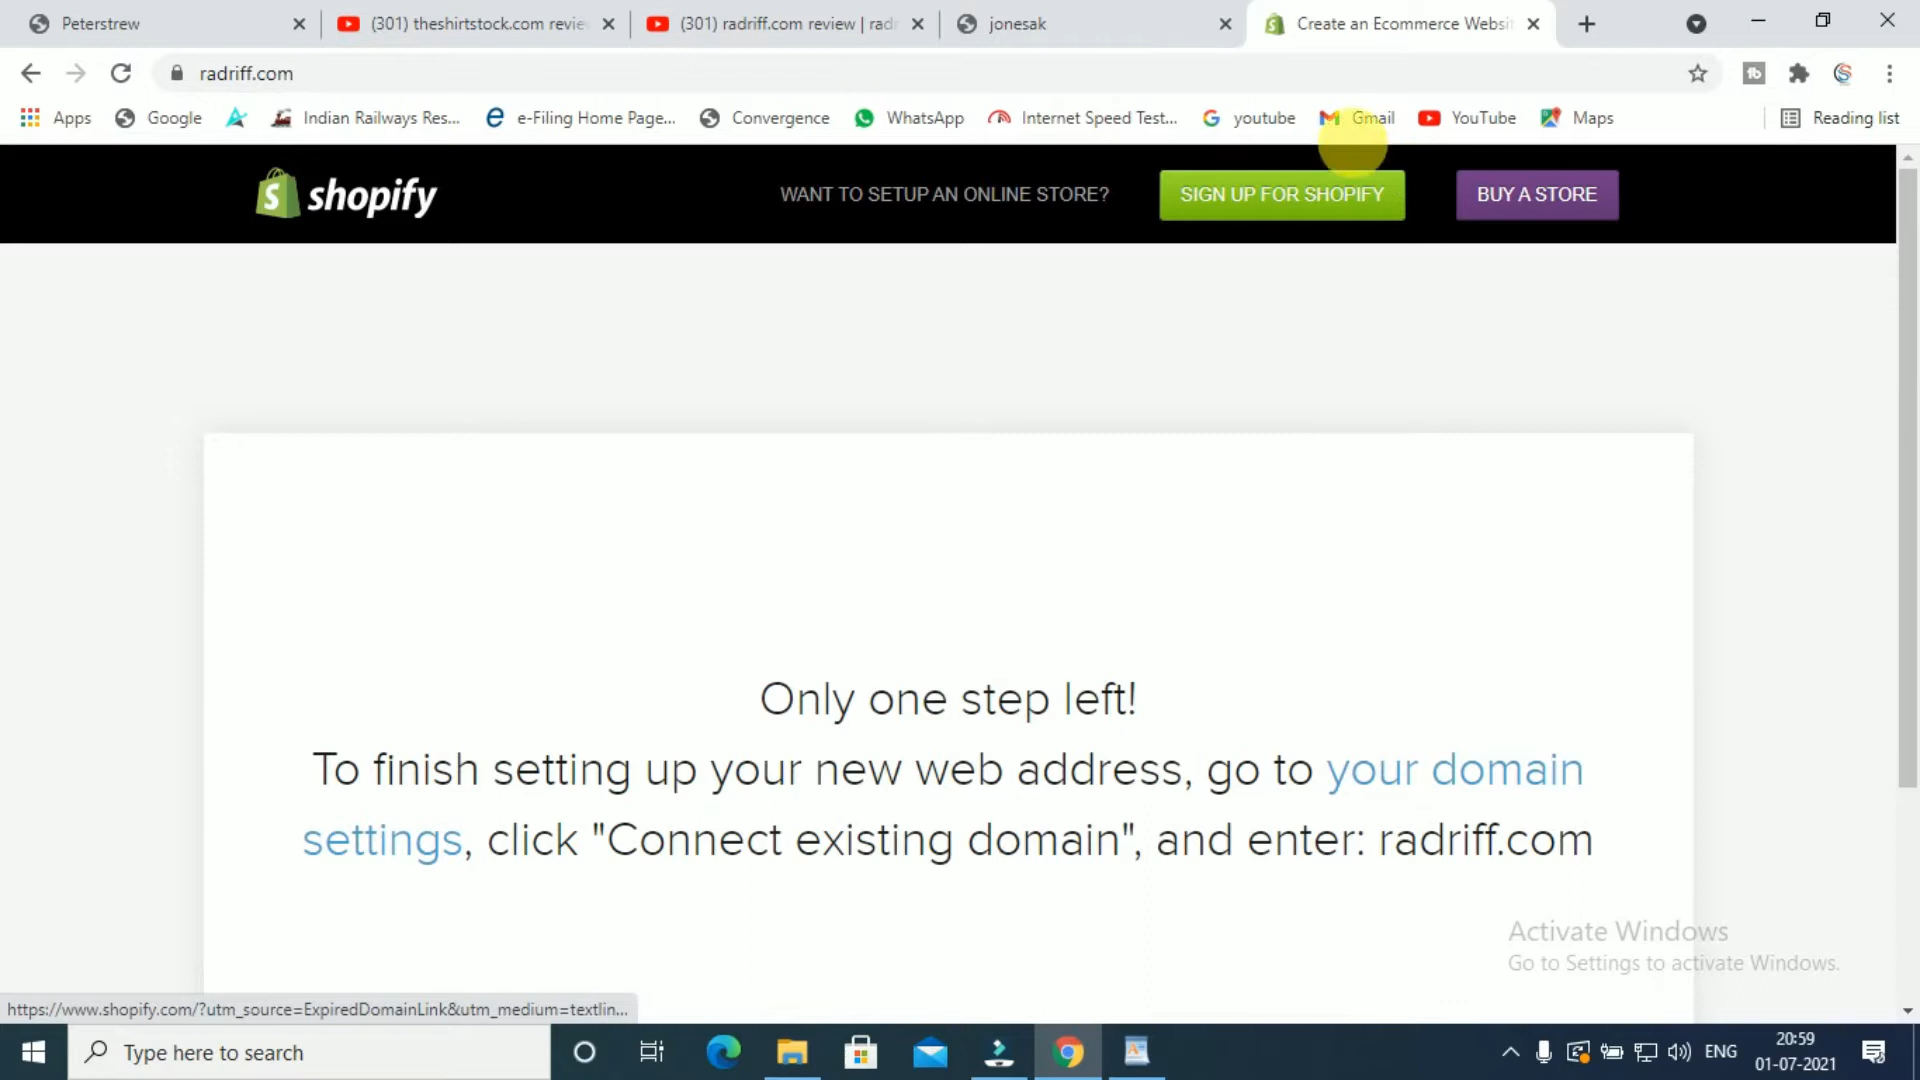 Peterstrew
(301) theshirtstock.com revie
(301) radriff.com review | radr
jonesak
Create an Ecommerce Websi
radriff.com
Apps
Google
Indian Railways Res...
e-Filing Home Page...
Convergence
WhatsApp
Internet Speed Test...
youtube
Gmail
YouTube
Maps
Reading list
shopify
WANT TO SETUP AN ONLINE STORE?
SIGN UP FOR SHOPIFY
BUY A STORE
Only one step left!
To finish setting up your new web address, go to your domain
settings, click "Connect existing domain", and enter: radriff.com
Activate Windows
Go to Settings to activate Windows.
https://www.shopify.com/?utm_source=ExpiredDomainLink&utm_medium=textlin...
Type here to search
ENG
20:59
01-07-2021